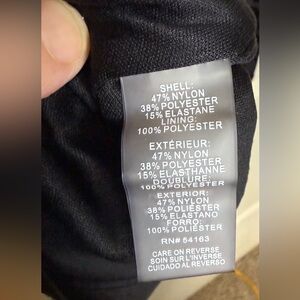 SHELL:
47% NYLON
38% POLYESTER
15% ELASTANE
LINING:
100% POLYESTER
EXTÉRIEUR:
47% NYLON
38% POLYESTER
15% ÉLASTHANNE
DOUBLURE:
100% POLYESTER
EXTERIOR:
47% NYLON
38% POLIÉSTER
15% ELASTANO
FORRO:
100% POLIÉSTER
RN# 54163
CARE ON REVERSE
SOIN SUR L'INVERSE
CUIDADO AL REVERSO